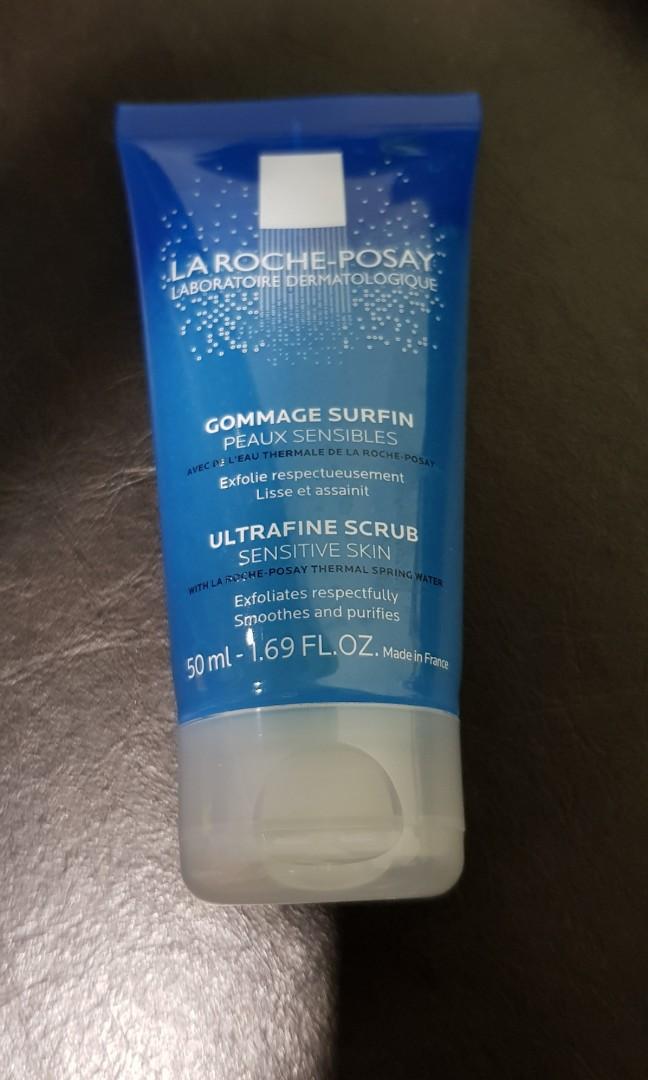 LA ROCHE-POSAY
LABORATOIRE DERMATOLOGIQUE
GOMMAGE SURFIN
PEAUX SENSIBLES
AVEC DE L'EAU THERMALE DE LA ROCHE-POSAY
Exfolie respectueusement
Lisse et assainit
ULTRAFINE SCRUB
SENSITIVE SKIN
WITH LA ROCHE-POSAY THERMAL SPRING WATER
Exfoliates respectfully
Smoothes and purifies
50 ml - 1.69 FL.OZ. Made in France